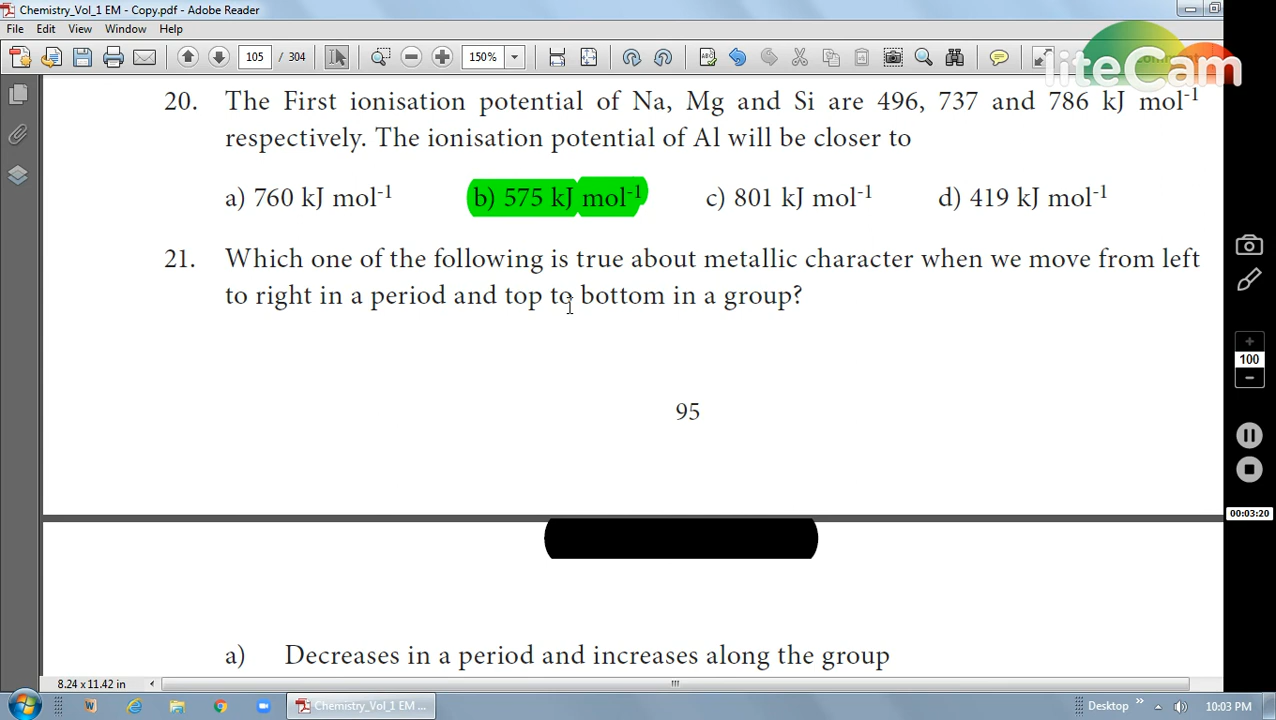 Chemistry_Vol_1 EM - Copy.pdf - Adobe Reader
File Edit View Window Help
105 / 304 150%
liteCam
20. The First ionisation potential of Na, Mg and Si are 496, 737 and 786 kJ mol⁻¹
respectively. The ionisation potential of Al will be closer to
a) 760 kJ mol⁻¹ b) 575 kJ mol⁻¹ c) 801 kJ mol⁻¹ d) 419 kJ mol⁻¹
21. Which one of the following is true about metallic character when we move from left
to right in a period and top to bottom in a group?
100
95
00:03:20
a) Decreases in a period and increases along the group
8.24 x 11.42 in
Chemistry_Vol_1 EM ... Desktop » 10:03 PM